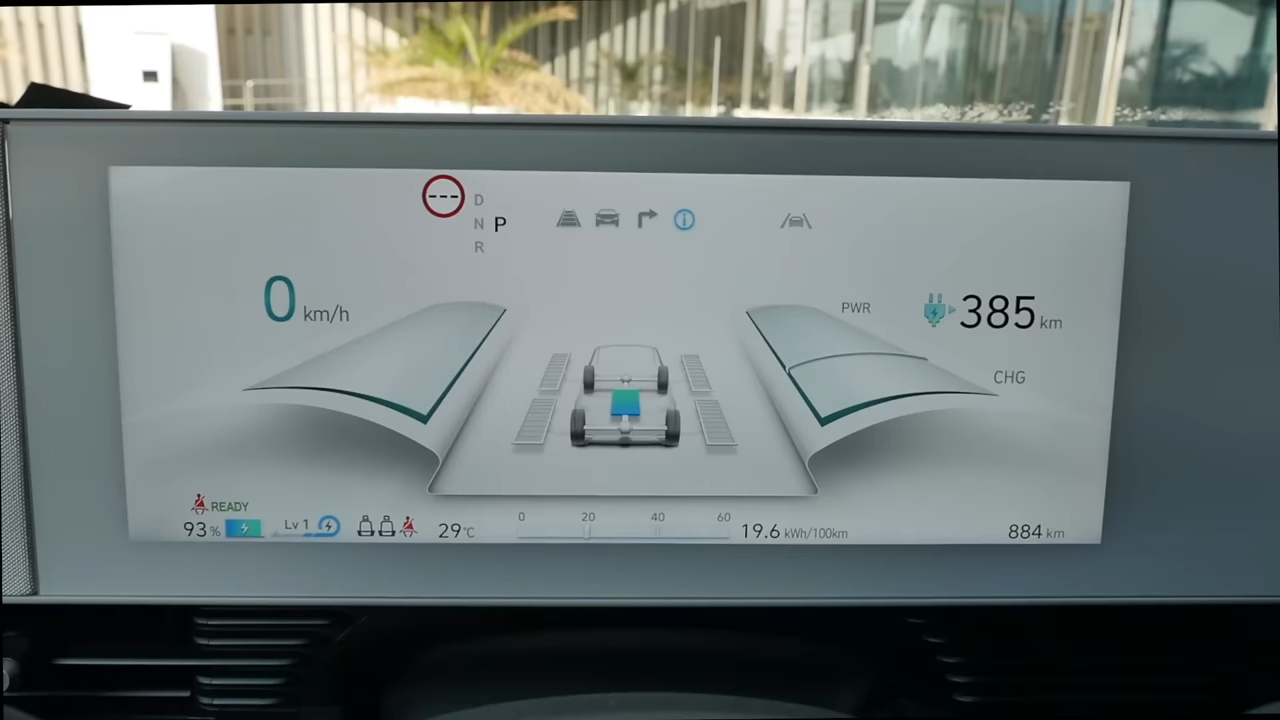 ---
D
N P
R
0 km/h
PWR
385 km
CHG
READY
93 %
Lv 1
29°C
0 20 40 60
19.6 kWh/100km
884 km